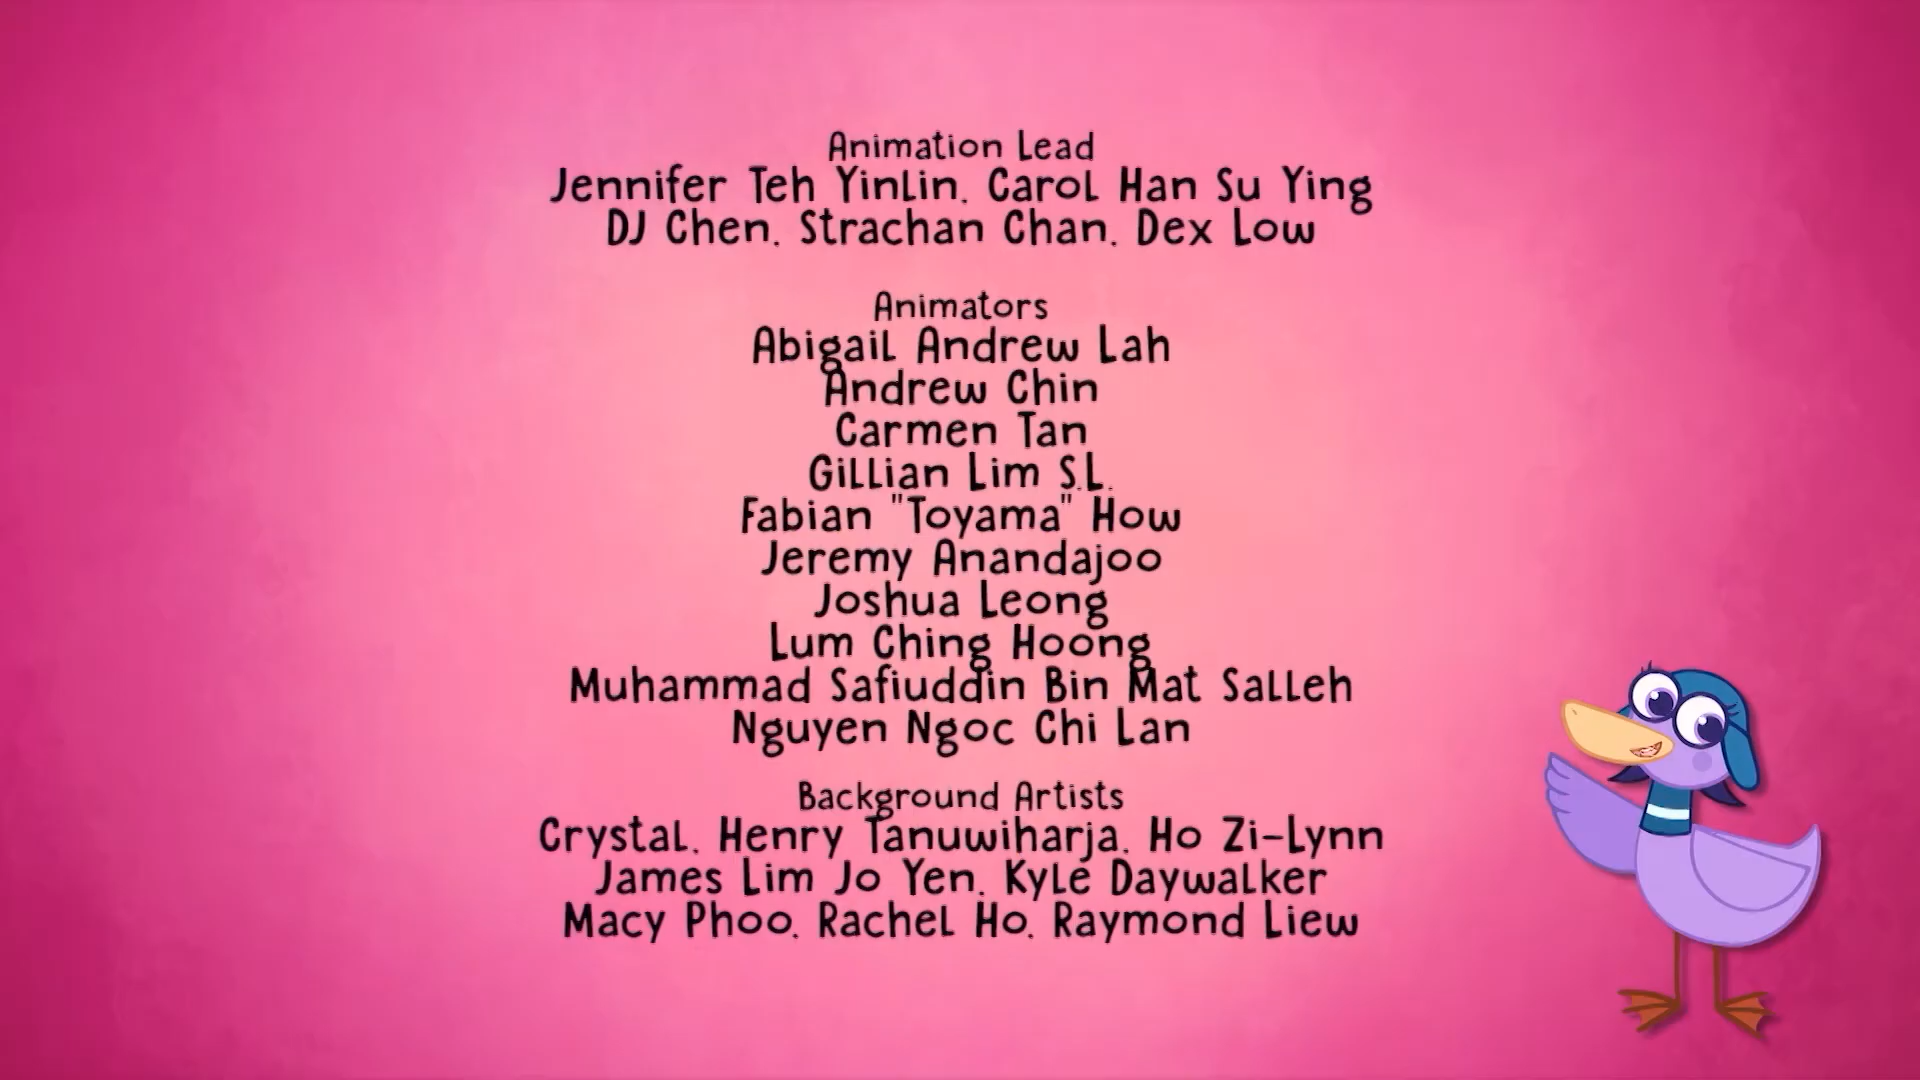 Animation Lead
Jennifer Teh YinLin, Carol Han Su Ying
DJ Chen, Strachan Chan, Dex Low
Animators
Abigail Andrew Lah
Andrew Chin
Carmen Tan
Gillian Lim S.L.
Fabian "Toyama" How
Jeremy Anandajoo
Joshua Leong
Lum Ching Hoong
Muhammad Safiuddin Bin Mat Salleh
Nguyen Ngoc Chi Lan
Background Artists
Crystal, Henry Tanuwiharja, Ho Zi-Lynn
James Lim Jo Yen, Kyle Daywalker
Macy Phoo, Rachel Ho, Raymond Liew